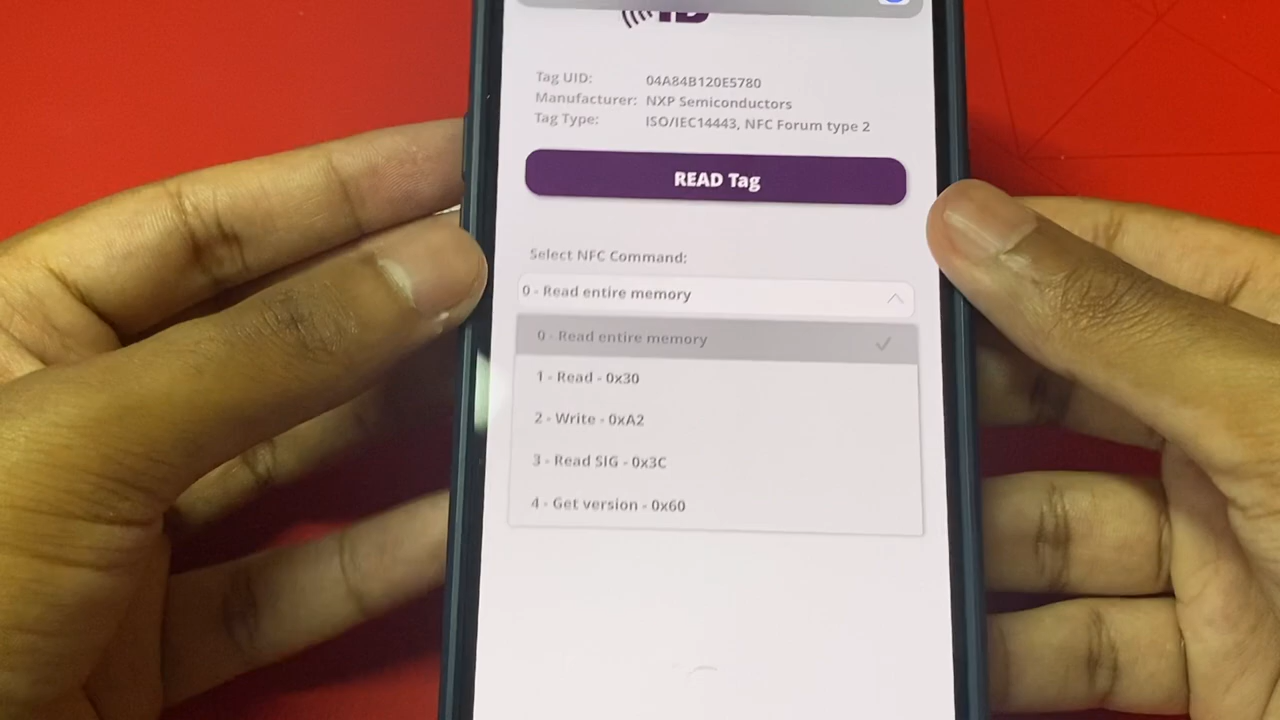 ID
Tag UID: 04A84B120E5780
Manufacturer: NXP Semiconductors
Tag Type: ISO/IEC14443, NFC Forum type 2
READ Tag
Select NFC Command:
0 - Read entire memory
0 - Read entire memory
1 - Read - 0x30
2 - Write - 0xA2
3 - Read SIG - 0x3C
4 - Get version - 0x60